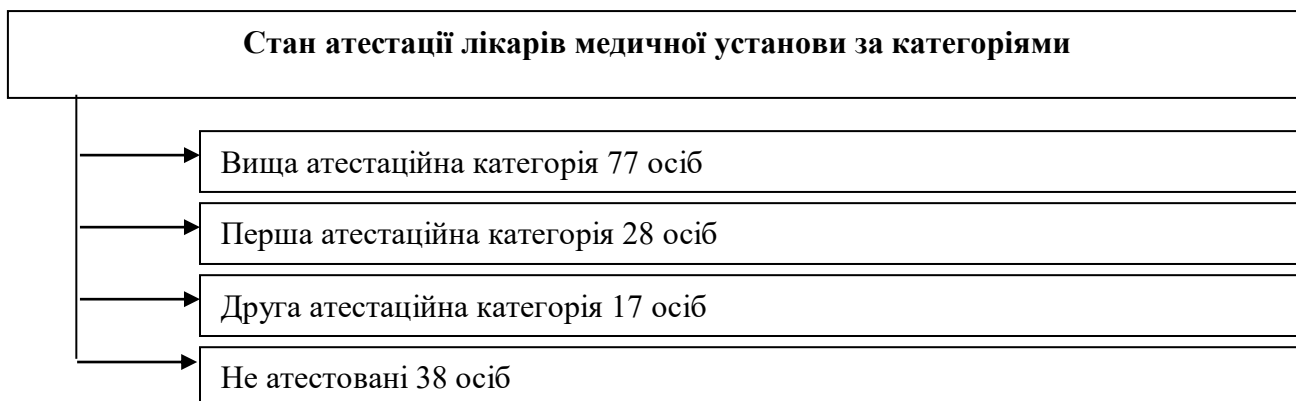 Стан атестації лікарів медичної установи за категоріями
Вища атестаційна категорія 77 осіб
Перша атестаційна категорія 28 осіб
Друга атестаційна категорія 17 осіб
Не атестовані 38 осіб